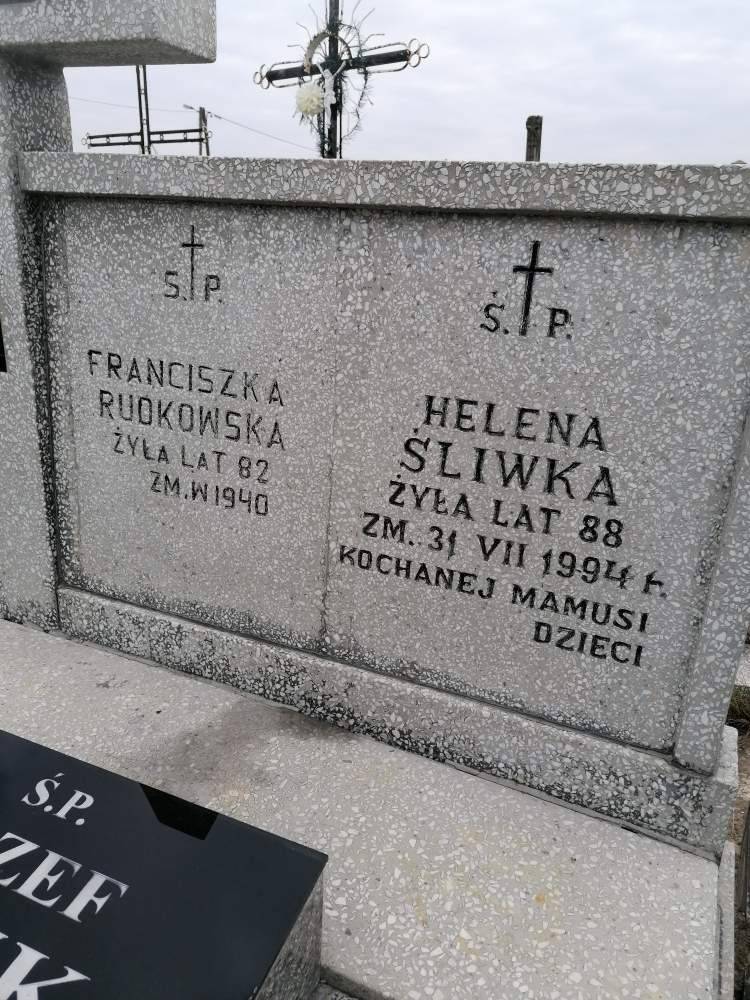 Ś. P.
FRANCISZKA
RUDKOWSKA
ŻYŁA LAT 82
ZM. W 1940
Ś. P.
HELENA
ŚLIWKA
ŻYŁA LAT 88
ZM. 31 VII 1994 r.
KOCHANEJ MAMUSI
DZIECI
Ś.P.